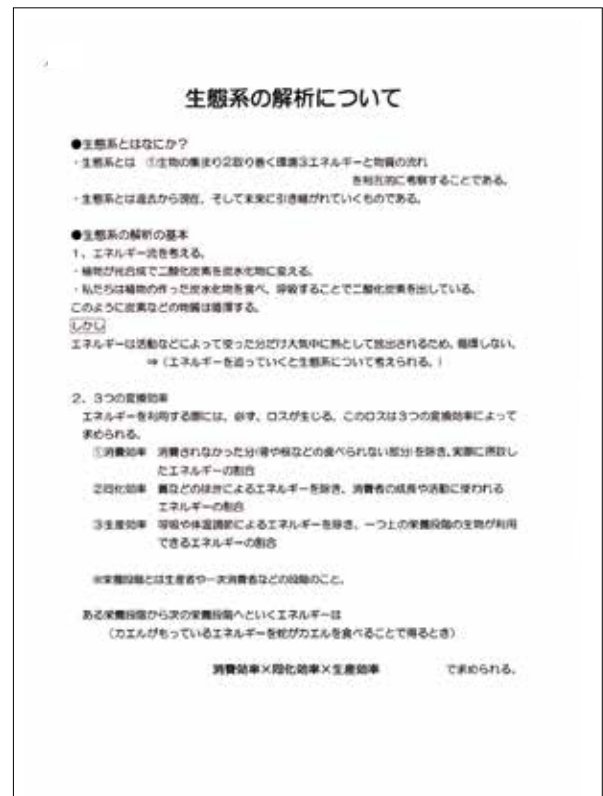 生態系の解析について
●生態系とはなにか？
・生態系とは ①生物の集まり2取り巻く環境3エネルギーと物質の流れ
を総括的に考察することである。
・生態系とは過去から現在、そして未来に引き継がれていくものである。
●生態系の解析の基本
1、エネルギー流を考える。
・植物が光合成で二酸化炭素を炭水化物に変える。
・私たちは植物の作った炭水化物を食べ、呼吸することで二酸化炭素を出している。
このように炭素などの物質は循環する。
しかし
エネルギーは活動などによって使った分だけ大気中に熱として放出されるため、循環しない。
⇒（エネルギーを追っていくと生態系について考えられる。）
2、3つの変換効率
エネルギーを利用する際には、必ず、ロスが生じる、このロスは3つの変換効率によって
求められる。
①消費効率 消費されなかった分(骨や根などの食べられない部分)を除き、実際に摂取し
たエネルギーの割合
2同化効率 糞などの排出によるエネルギーを除き、消費者の成長や活動に使われる
エネルギーの割合
3生産効率 呼吸や体温調節によるエネルギーを除き、一つ上の栄養段階の生物が利用
できるエネルギーの割合
※栄養段階とは生産者や一次消費者などの段階のこと。
ある栄養段階から次の栄養段階へといくエネルギーは
（カエルがもっているエネルギーを蛇がカエルを食べることで得るとき）
消費効率×同化効率×生産効率 で求められる。